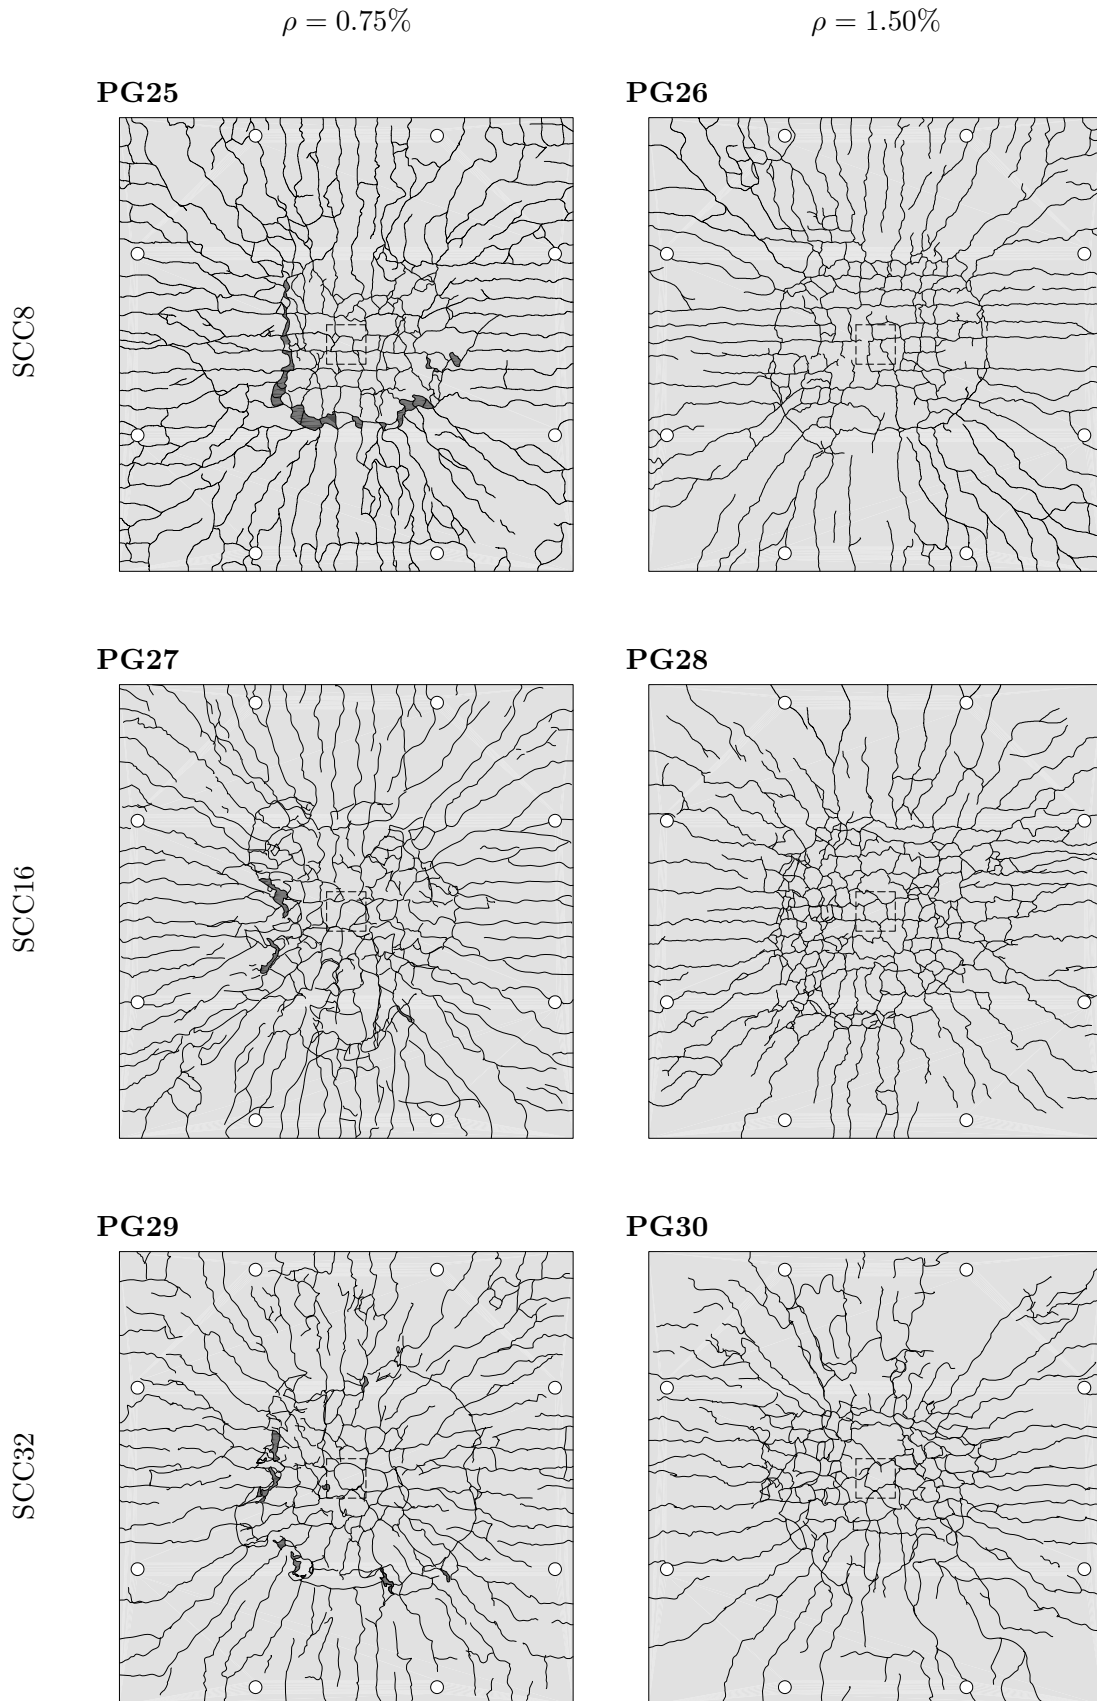 ρ = 0.75%
ρ = 1.50%
PG25
PG26
SCC8
PG27
PG28
SCC16
PG29
PG30
SCC32